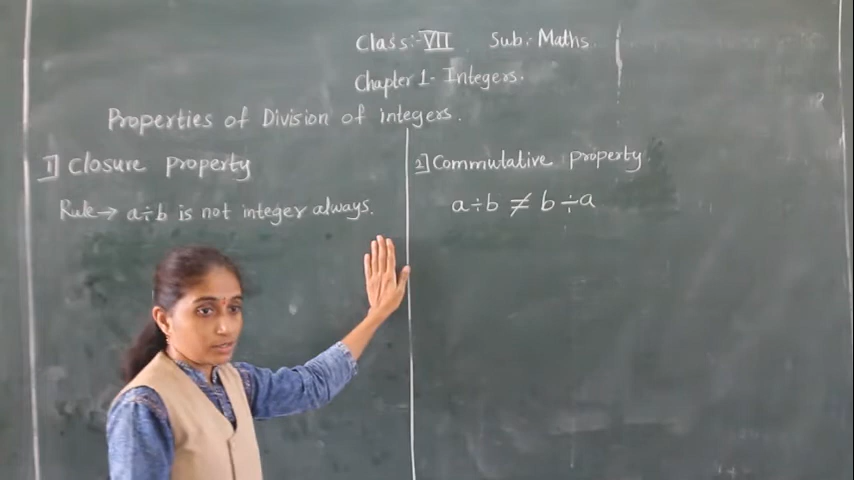 Class:- VII Sub:- Maths.
Chapter 1- Integers.
Properties of Division of integers.
1] Closure Property
Rule → a÷b is not integer always.
2] Commutative property
a÷b ≠ b÷a